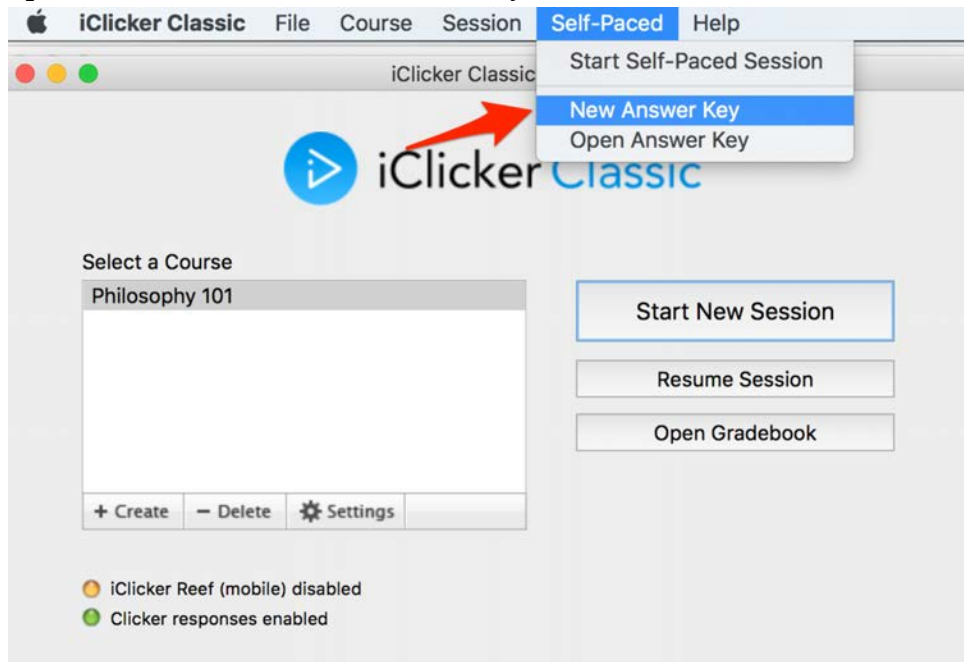 iClicker Classic File Course Session Self-Paced Help
iClicker Classic
Start Self-Paced Session
New Answer Key
Open Answer Key
iClicker Classic
Select a Course
Philosophy 101
Start New Session
Resume Session
Open Gradebook
+ Create − Delete Settings
iClicker Reef (mobile) disabled
Clicker responses enabled